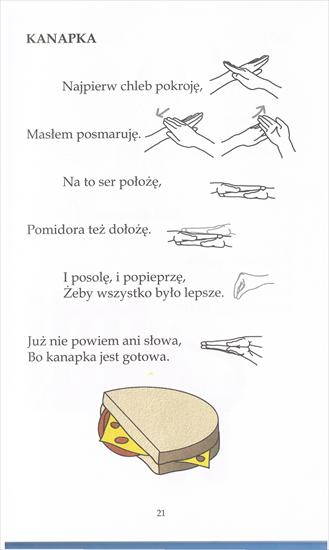 KANAPKA
Najpierw chleb pokroję,
Masłem posmaruję.
Na to ser położę,
Pomidora też dołożę.
I posolę, i popieprzę,
Żeby wszystko było lepsze.
Już nie powiem ani słowa,
Bo kanapka jest gotowa.
21